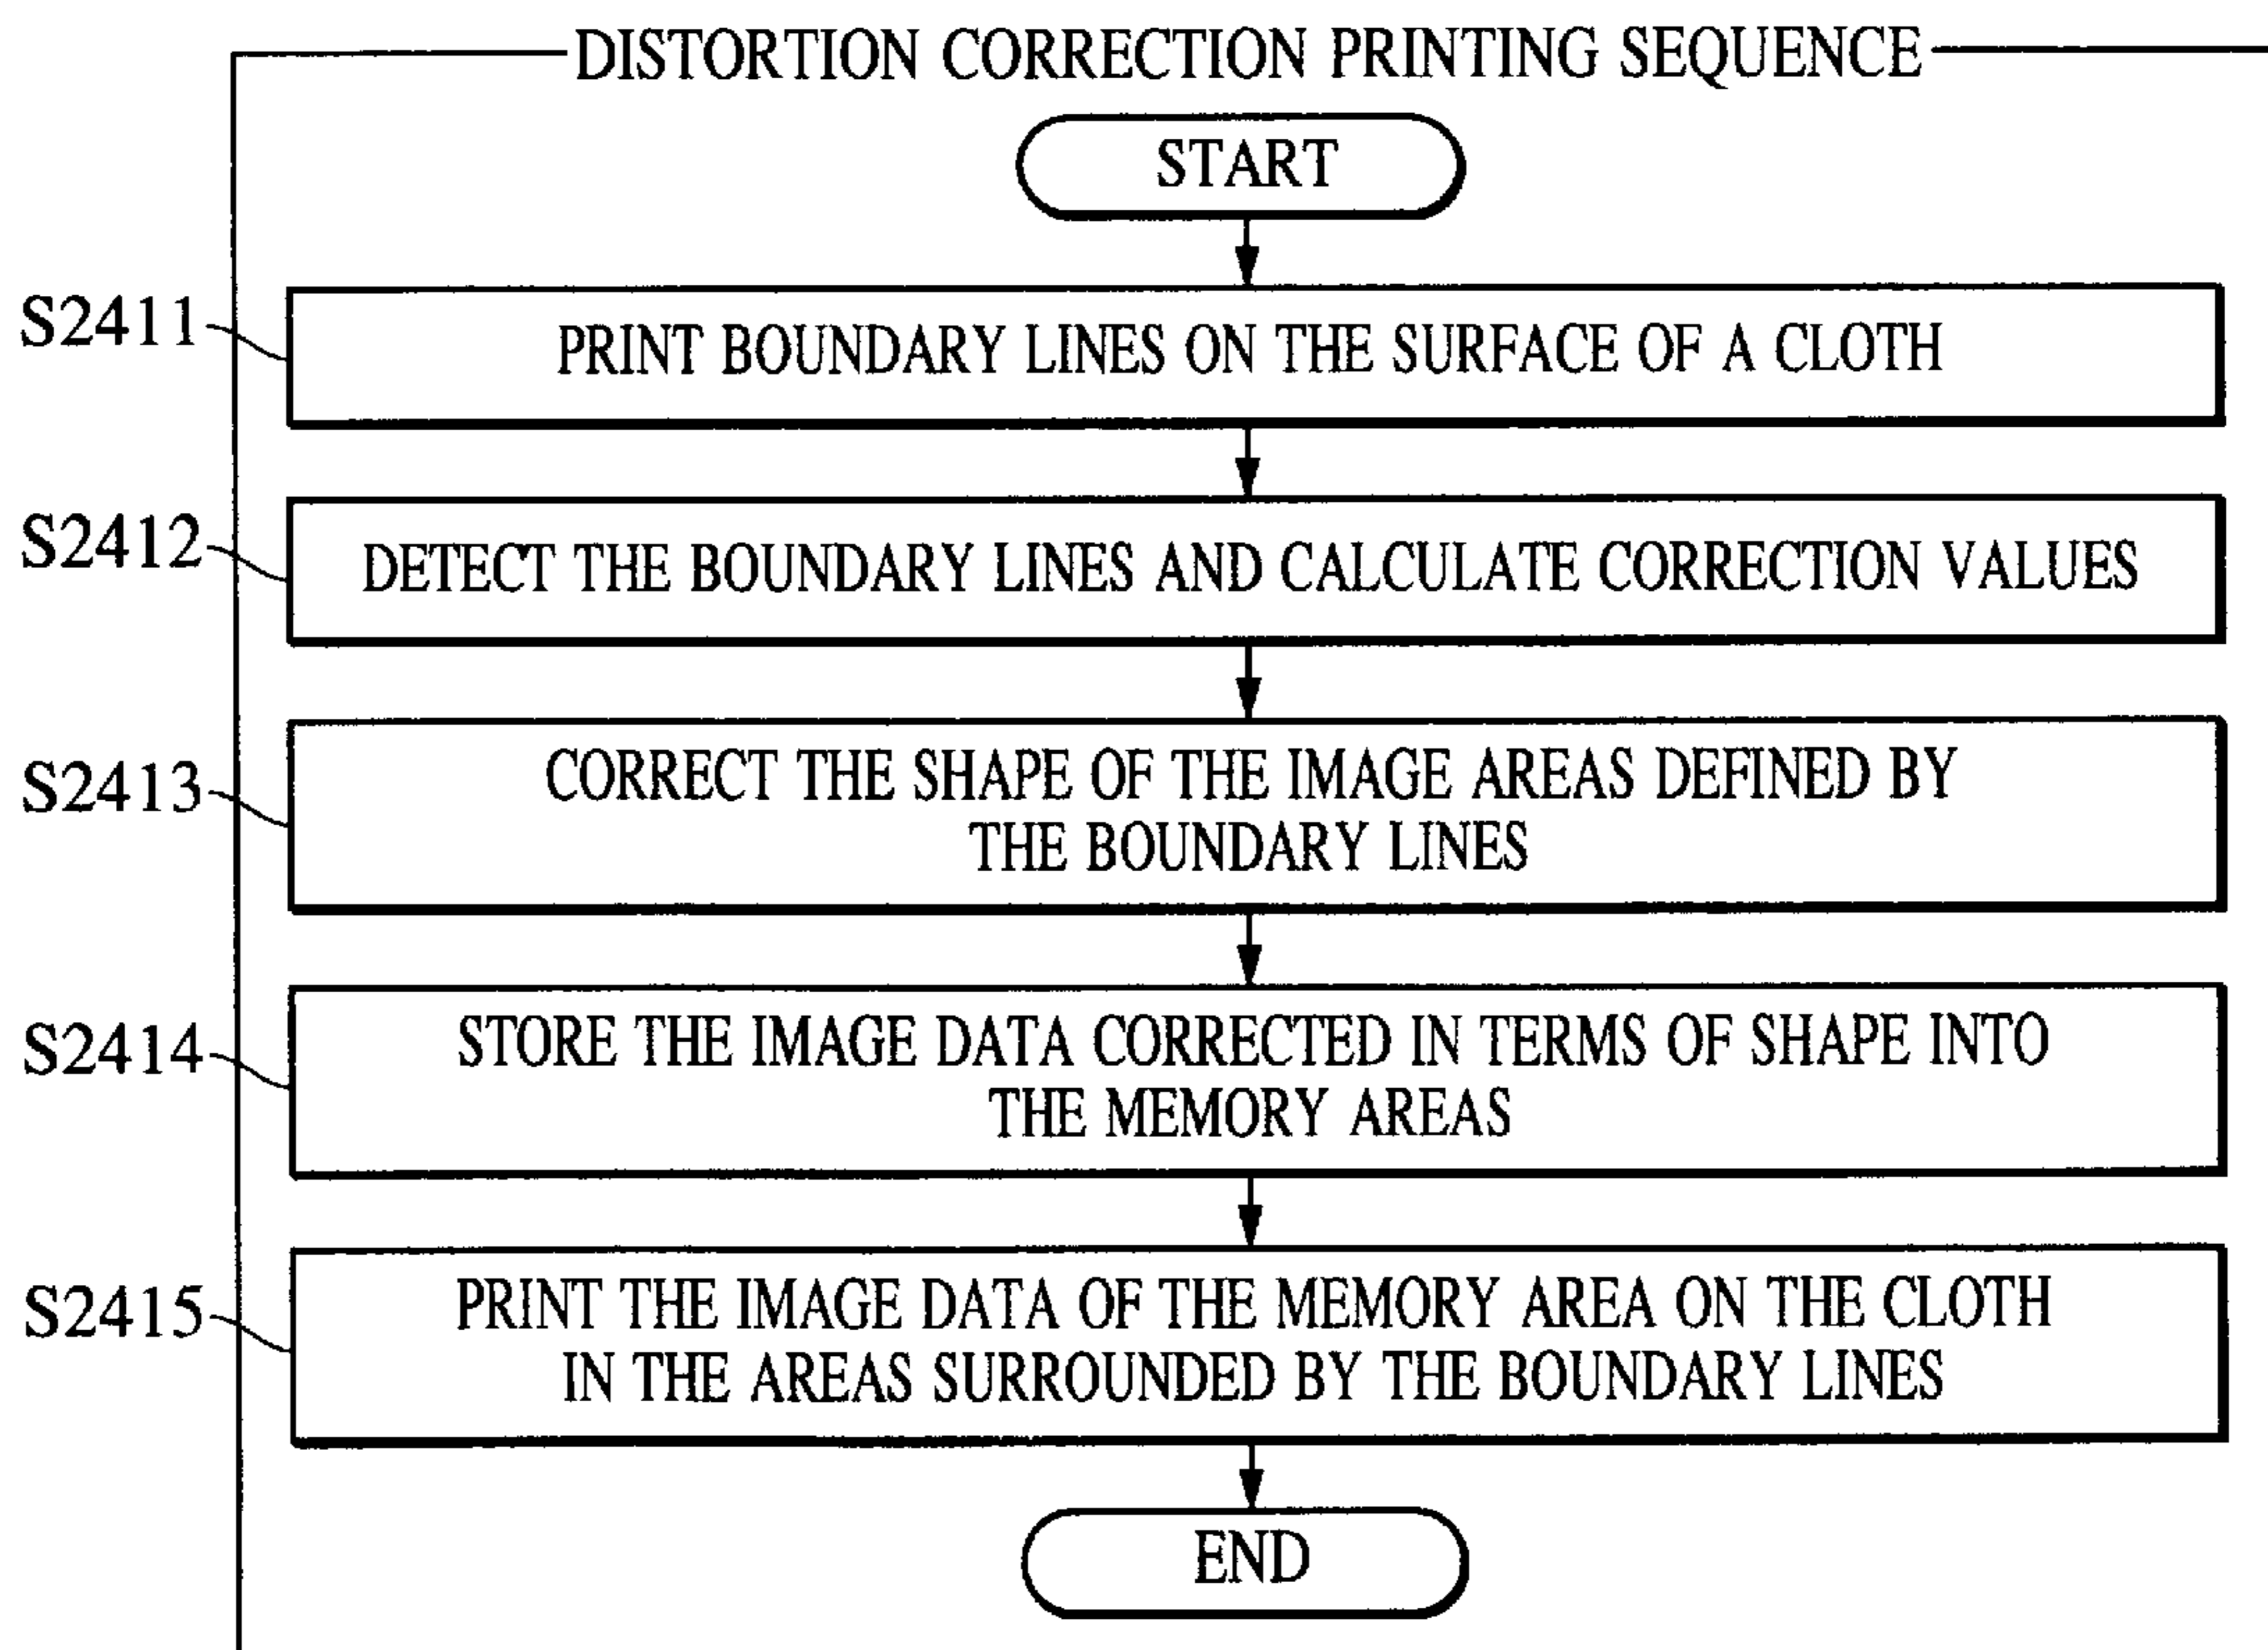 DISTORTION CORRECTION PRINTING SEQUENCE
START
S2411
PRINT BOUNDARY LINES ON THE SURFACE OF A CLOTH
S2412
DETECT THE BOUNDARY LINES AND CALCULATE CORRECTION VALUES
S2413
CORRECT THE SHAPE OF THE IMAGE AREAS DEFINED BY
THE BOUNDARY LINES
S2414
STORE THE IMAGE DATA CORRECTED IN TERMS OF SHAPE INTO
THE MEMORY AREAS
S2415
PRINT THE IMAGE DATA OF THE MEMORY AREA ON THE CLOTH
IN THE AREAS SURROUNDED BY THE BOUNDARY LINES
END